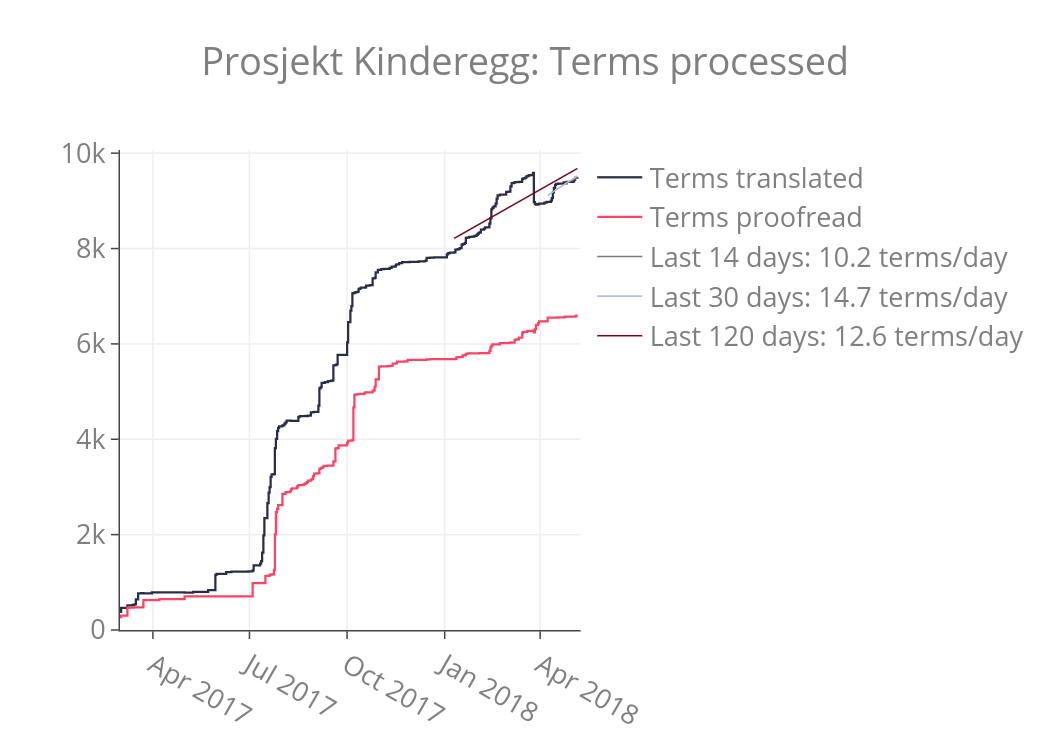 Prosjekt Kinderegg: Terms processed
10k
8k
6k
4k
2k
0
Apr 2017
Jul 2017
Oct 2017
Jan 2018
Apr 2018
Terms translated
Terms proofread
Last 14 days: 10.2 terms/day
Last 30 days: 14.7 terms/day
Last 120 days: 12.6 terms/day